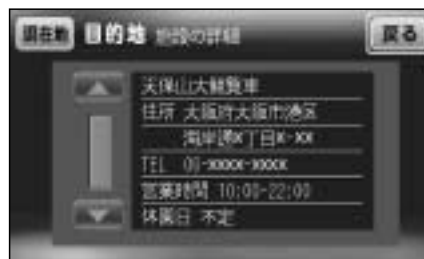 現在地 目的地 施設の詳細 戻る
天保山大観覧車
住所 大阪府大阪市港区
海岸通x丁目x-xx
TEL 00-xxxx-xxxx
営業時間 10:00-22:00
休園日 不定